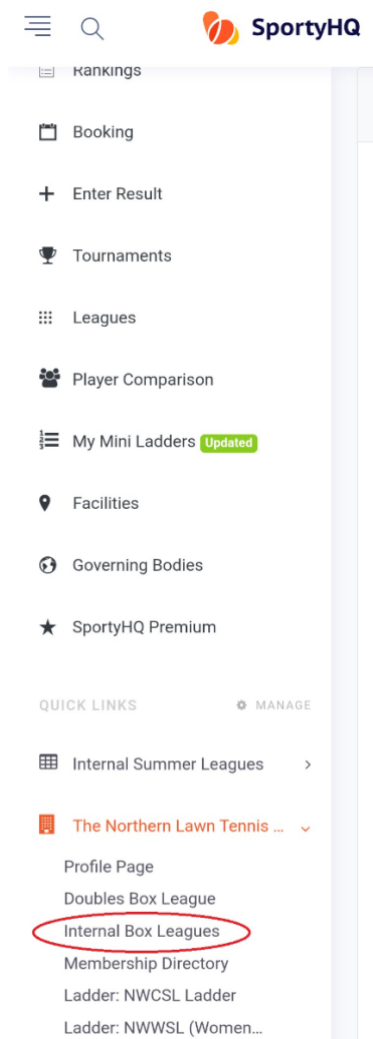 SportyHQ
Rankings
Booking
Enter Result
Tournaments
Leagues
Player Comparison
My Mini Ladders Updated
Facilities
Governing Bodies
SportyHQ Premium
QUICK LINKS MANAGE
Internal Summer Leagues
The Northern Lawn Tennis ...
Profile Page
Doubles Box League
Internal Box Leagues
Membership Directory
Ladder: NWCSL Ladder
Ladder: NWWSL (Women...